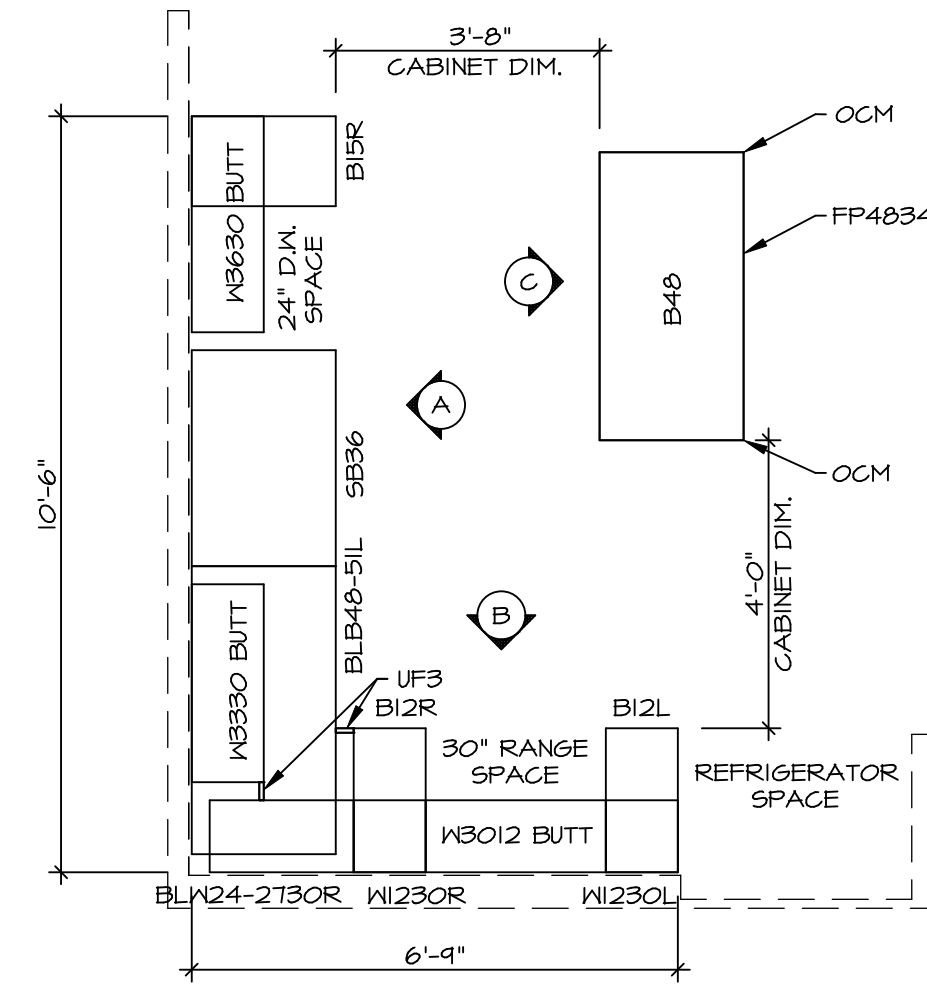 3'-8"
CABINET DIM.
OCM
FP4834
B15R
W3630 BUTT
24" D.W.
SPACE
C
B48
A
OCM
10'-6"
SB36
CABINET DIM.
4'-0"
BLB48-51L
B
W3330 BUTT
UF3
B12R
B12L
30" RANGE
SPACE
REFRIGERATOR
SPACE
W3012 BUTT
BLW24-2730R
W1230R
W1230L
6'-9"